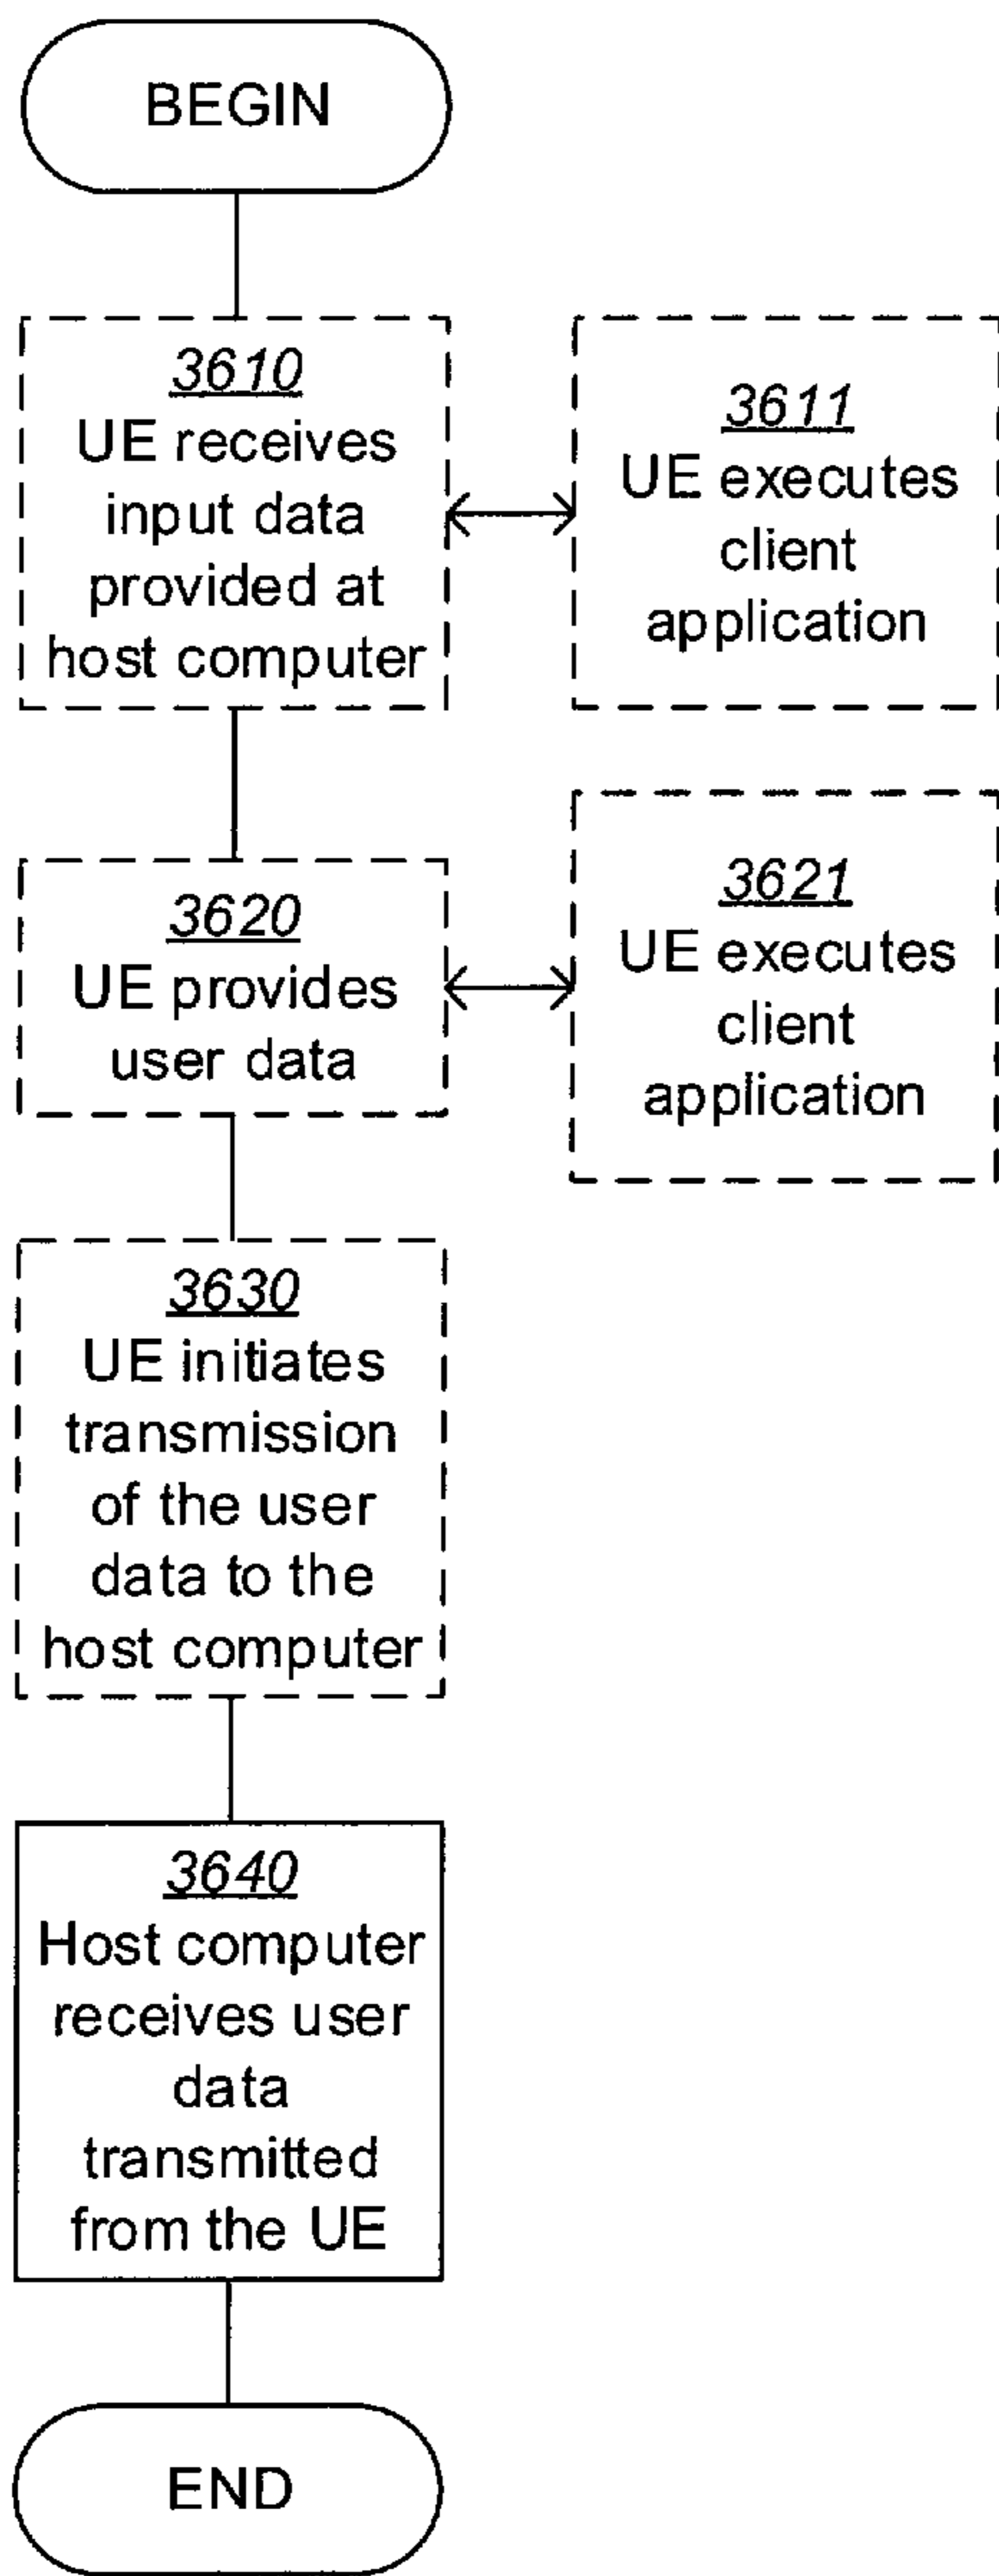 BEGIN
3610
UE receives
input data
provided at
host computer
3611
UE executes
client
application
3620
UE provides
user data
3621
UE executes
client
application
3630
UE initiates
transmission
of the user
data to the
host computer
3640
Host computer
receives user
data
transmitted
from the UE
END